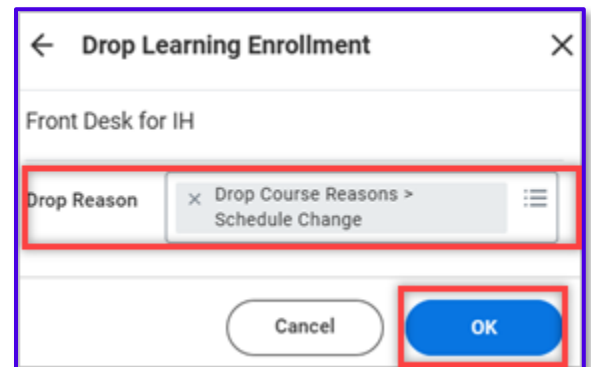 Drop Learning Enrollment
Front Desk for IH
Drop Reason
Drop Course Reasons >
Schedule Change
Cancel
OK